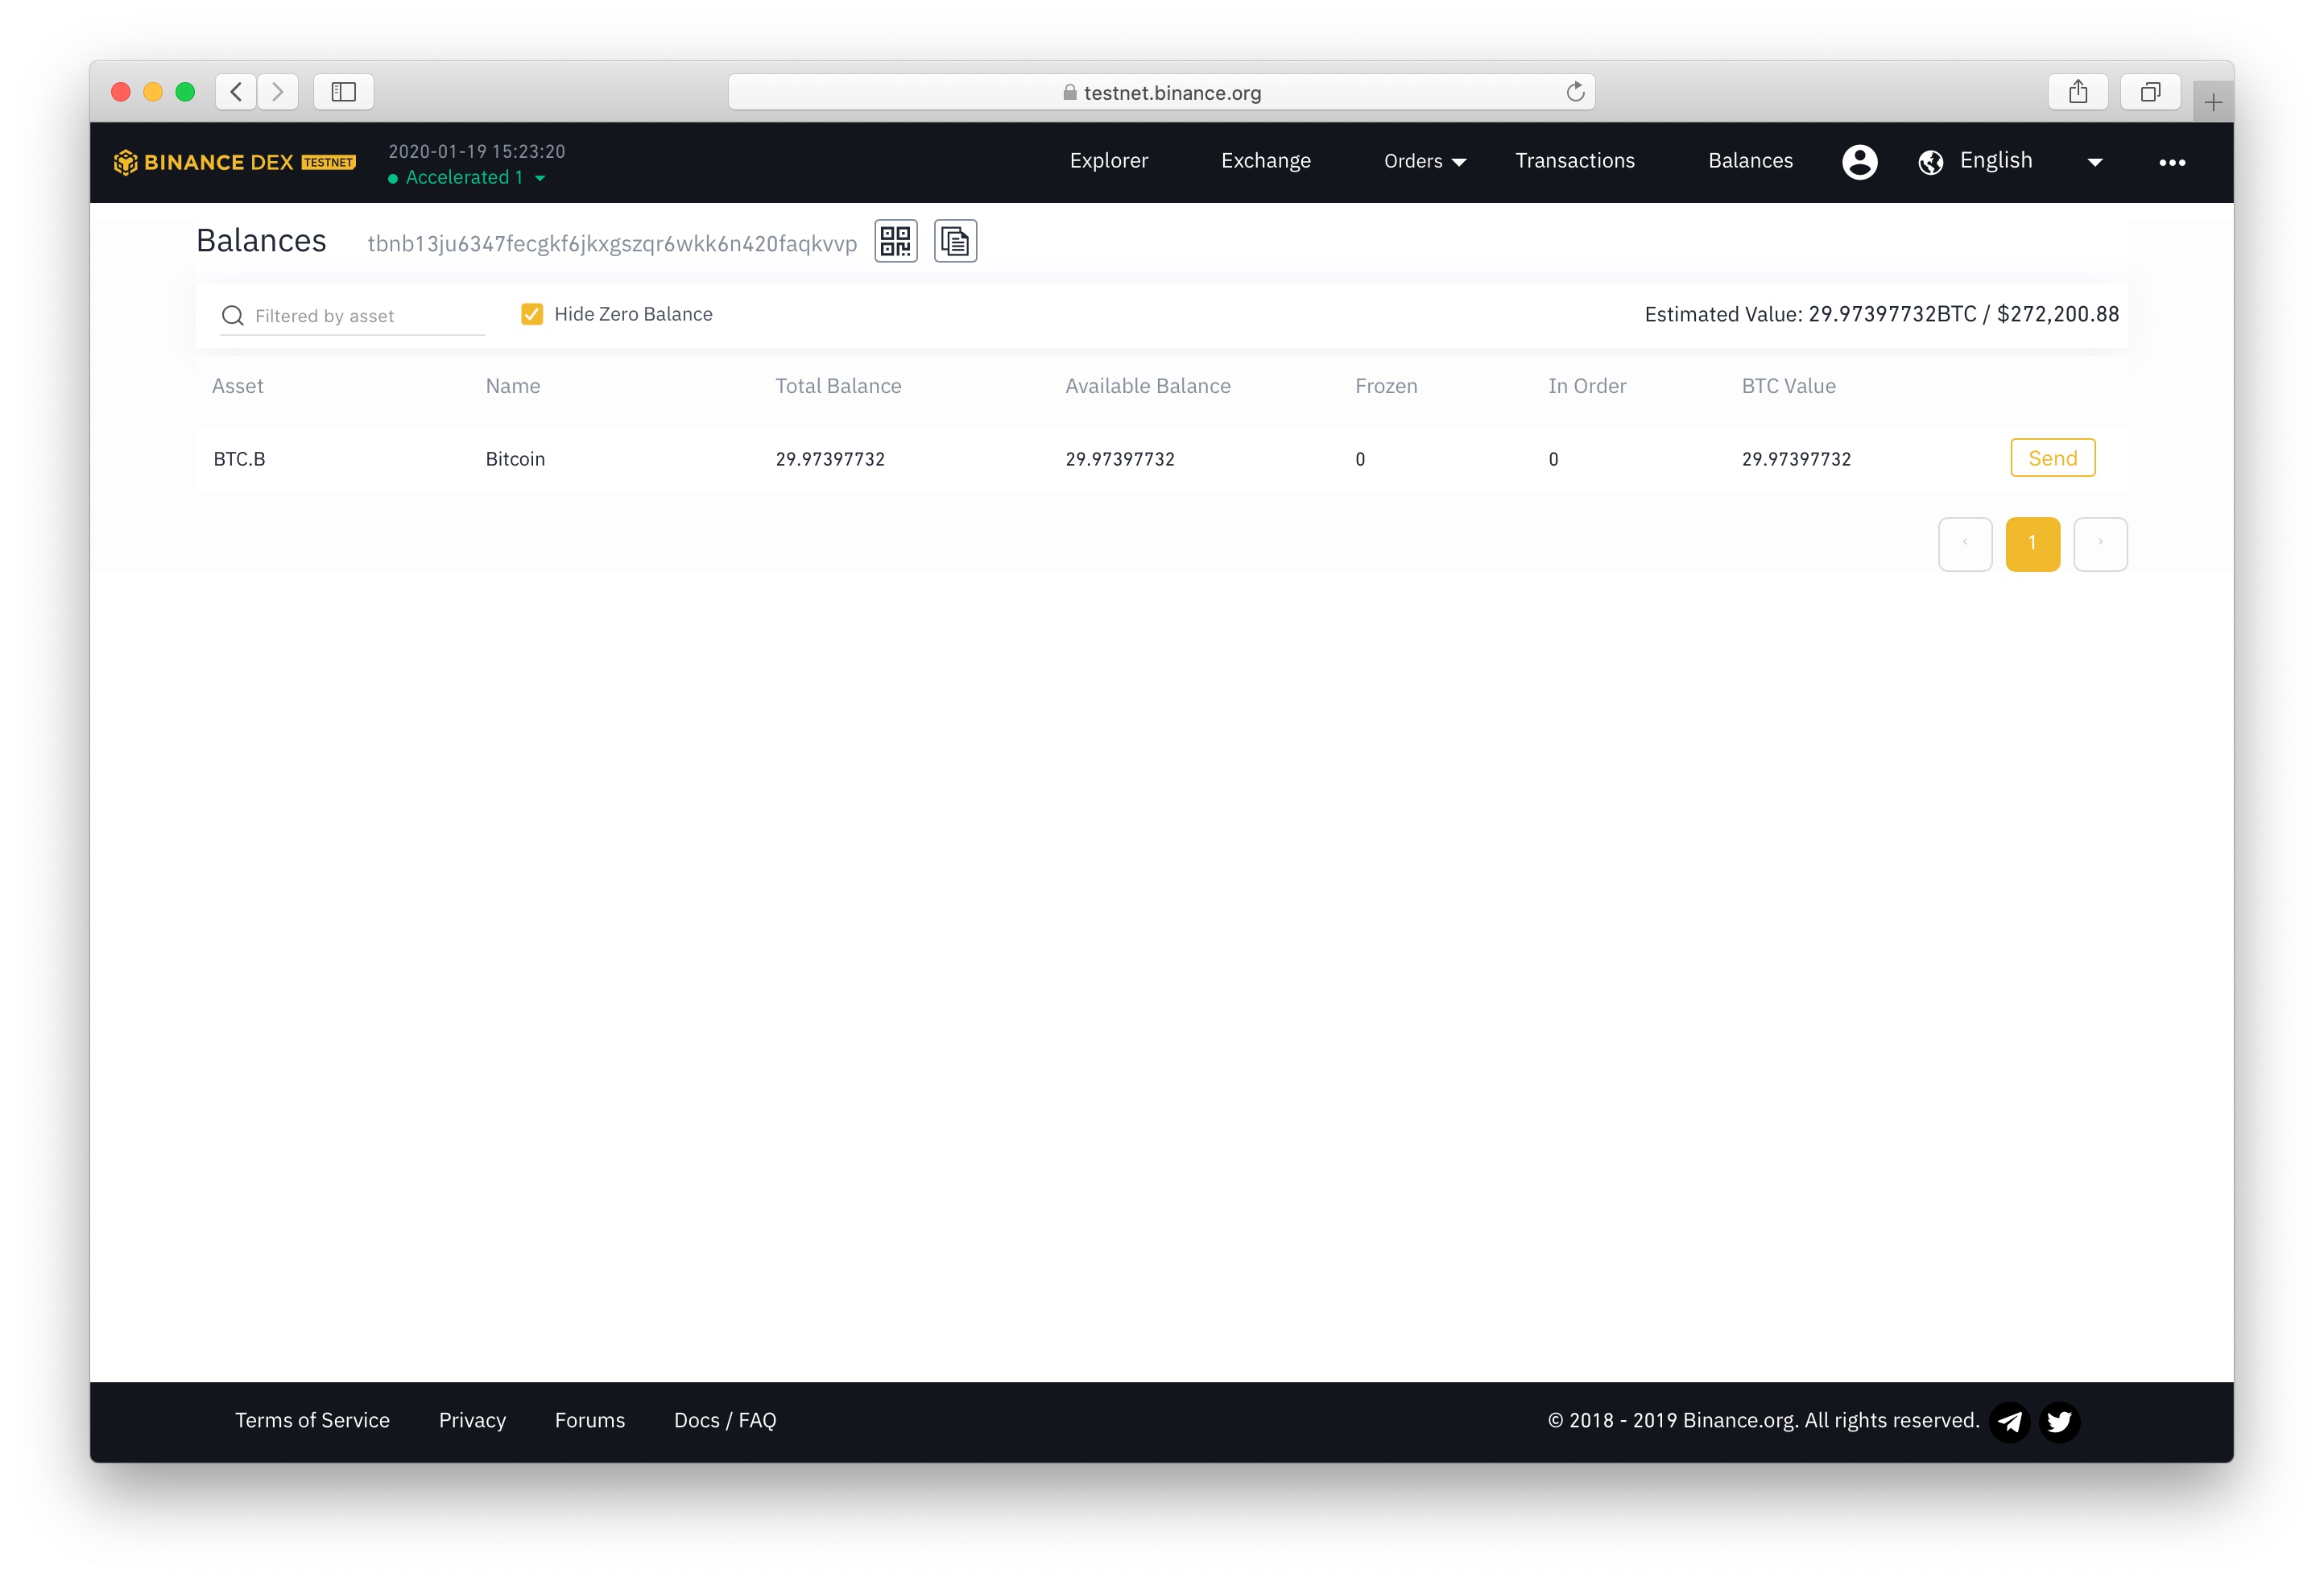 testnet.binance.org
BINANCE DEX TESTNET
2020-01-19 15:23:20
Accelerated 1
Explorer
Exchange
Orders
Transactions
Balances
English
Balances
tbnb13ju6347fecgkf6jkxgszqr6wkk6n420faqkvvp
Filtered by asset
Hide Zero Balance
Estimated Value: 29.97397732BTC / $272,200.88
Asset Name Total Balance Available Balance Frozen In Order BTC Value
BTC.B Bitcoin 29.97397732 29.97397732 0 0 29.97397732 Send
1
Terms of Service
Privacy
Forums
Docs / FAQ
© 2018 - 2019 Binance.org. All rights reserved.